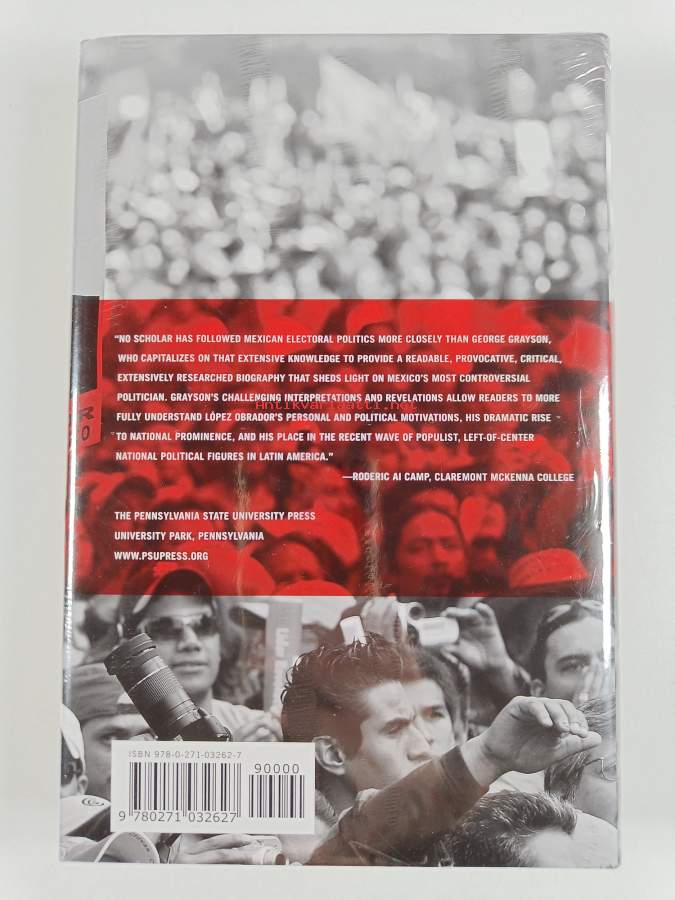 “NO SCHOLAR HAS FOLLOWED MEXICAN ELECTORAL POLITICS MORE CLOSELY THAN GEORGE GRAYSON,
WHO CAPITALIZES ON THAT EXTENSIVE KNOWLEDGE TO PROVIDE A READABLE, PROVOCATIVE, CRITICAL,
EXTENSIVELY RESEARCHED BIOGRAPHY THAT SHEDS LIGHT ON MEXICO’S MOST CONTROVERSIAL
POLITICIAN. GRAYSON’S CHALLENGING INTERPRETATIONS AND REVELATIONS ALLOW READERS TO MORE
Antikvariaatti.net
FULLY UNDERSTAND LÓPEZ OBRADOR’S PERSONAL AND POLITICAL MOTIVATIONS, HIS DRAMATIC RISE
TO NATIONAL PROMINENCE, AND HIS PLACE IN THE RECENT WAVE OF POPULIST, LEFT-OF-CENTER
NATIONAL POLITICAL FIGURES IN LATIN AMERICA.”
—RODERIC AI CAMP, CLAREMONT MCKENNA COLLEGE
THE PENNSYLVANIA STATE UNIVERSITY PRESS
UNIVERSITY PARK, PENNSYLVANIA
WWW.PSUPRESS.ORG
ISBN 978-0-271-03262-7
90000
9 780271 032627